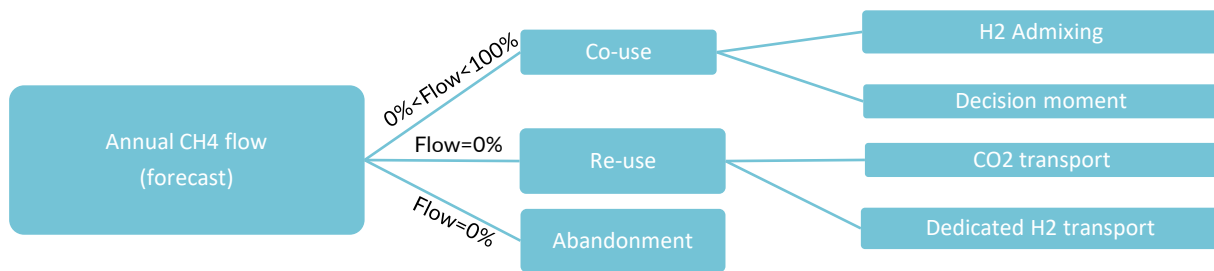 Annual CH4 flow
(forecast)
0%<Flow<100%
Flow=0%
Flow=0%
Co-use
Re-use
Abandonment
H2 Admixing
Decision moment
CO2 transport
Dedicated H2 transport